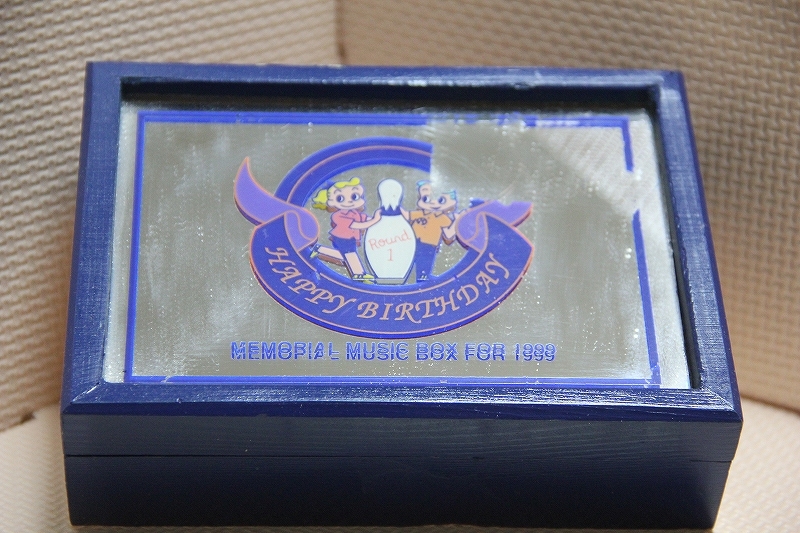 Round
1
HAPPY BIRTHDAY
MEMORIAL MUSIC BOX FOR 1999